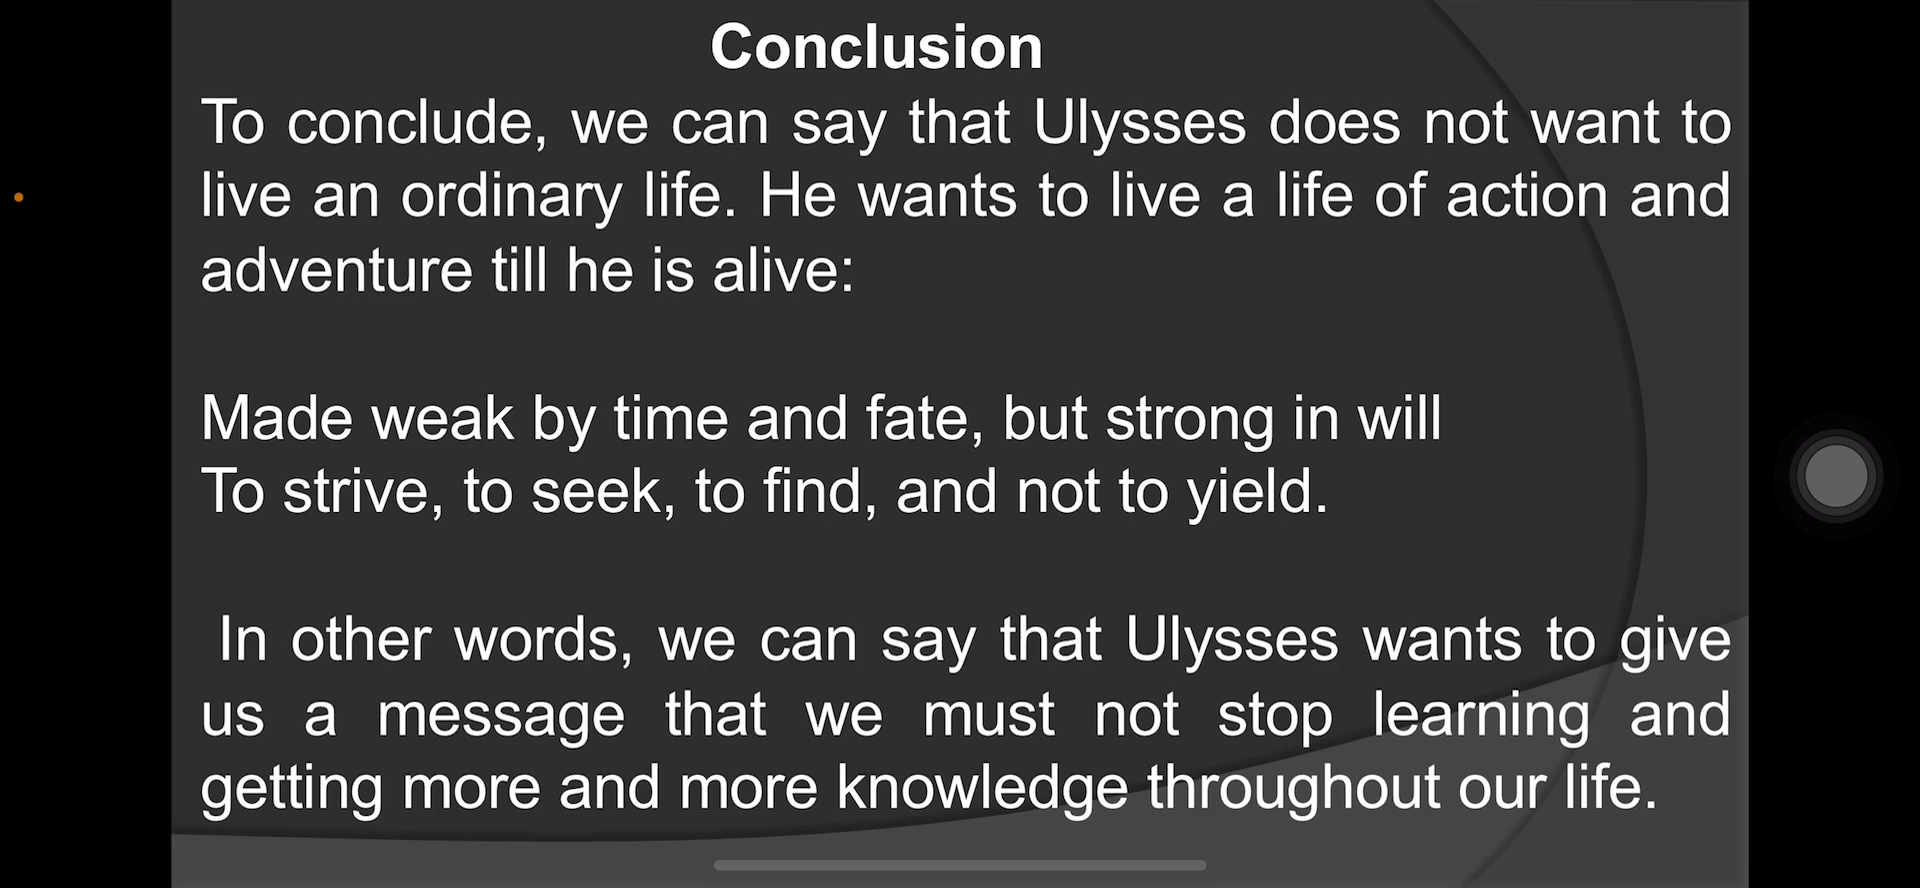 Conclusion
To conclude, we can say that Ulysses does not want to
live an ordinary life. He wants to live a life of action and
adventure till he is alive:
Made weak by time and fate, but strong in will
To strive, to seek, to find, and not to yield.
In other words, we can say that Ulysses wants to give
us a message that we must not stop learning and
getting more and more knowledge throughout our life.